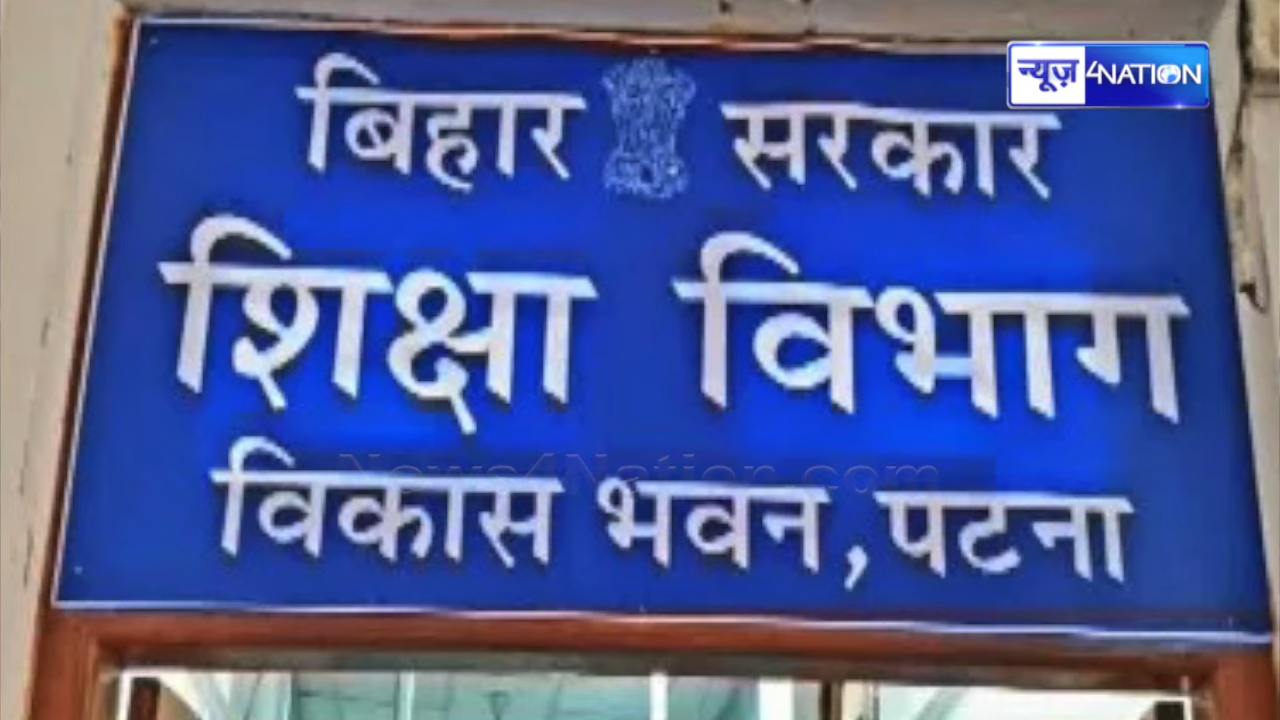 न्यूज़ 4NATION
बिहार सरकार
शिक्षा विभाग
News4Nation.com
विकास भवन, पटना